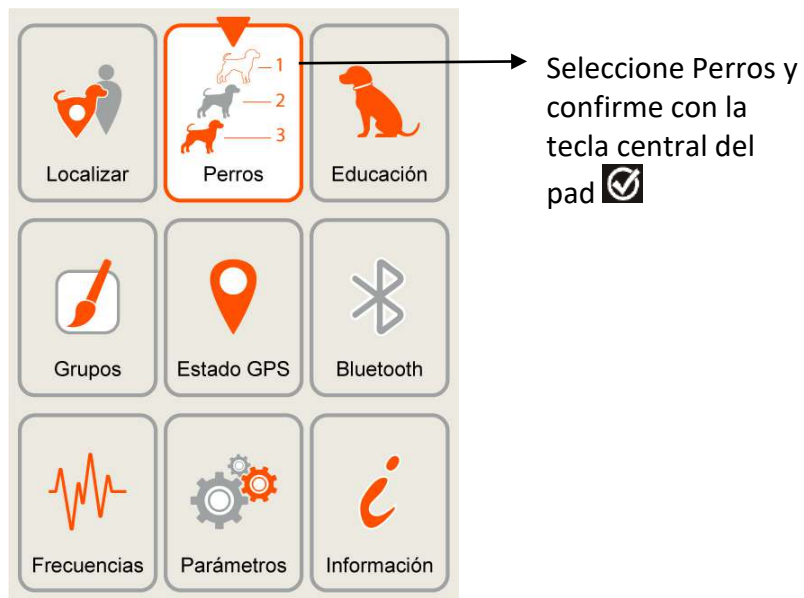 1
2
3
Localizar
Perros
Educación
Seleccione Perros y
confirme con la
tecla central del
pad
Grupos
Estado GPS
Bluetooth
Frecuencias
Parámetros
Información